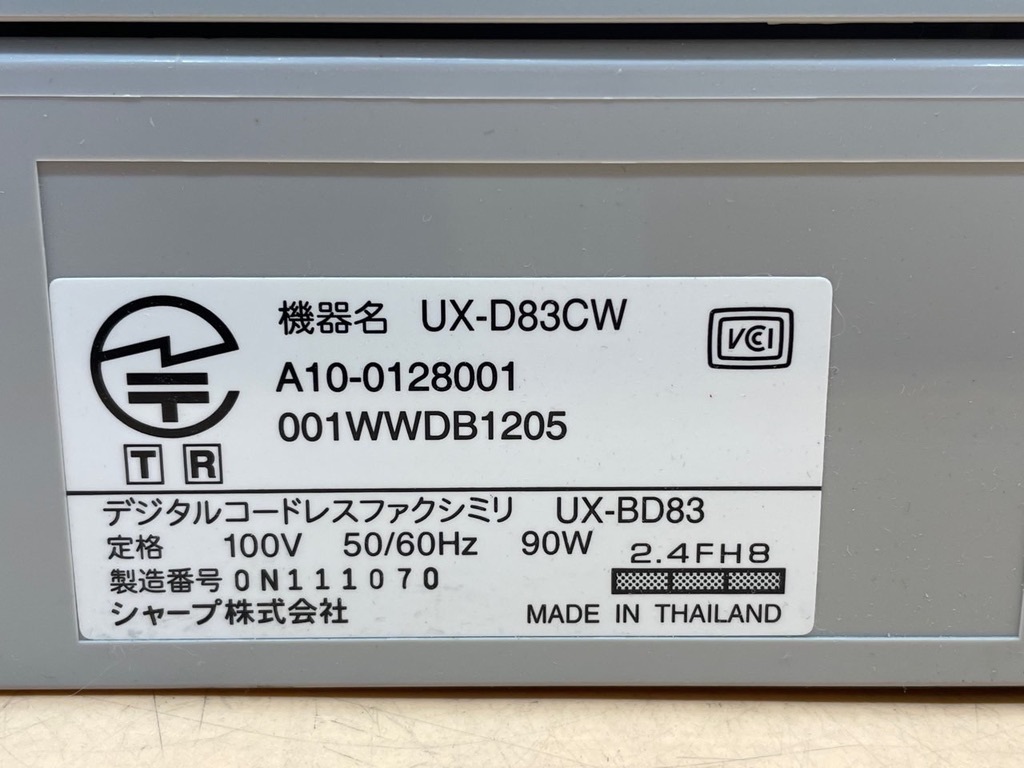 機器名 UX-D83CW
VCI
A10-0128001
001WWDB1205
T R
デジタルコードレスファクシミリ UX-BD83
定格 100V 50/60Hz 90W
2.4FH8
製造番号 0N111070
シャープ株式会社 MADE IN THAILAND